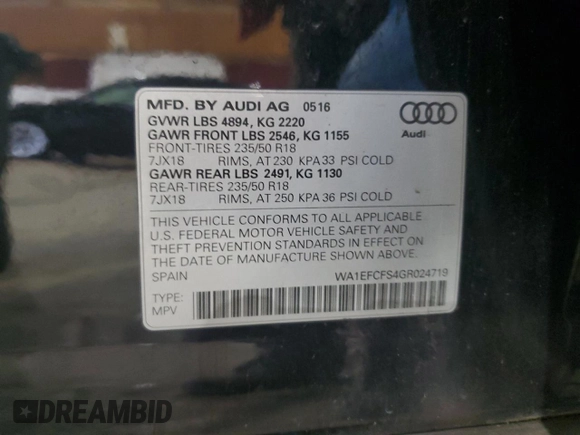 MFD. BY AUDI AG 0516
GVWR LBS 4894, KG 2220
GAWR FRONT LBS 2546, KG 1155
FRONT-TIRES 235/50 R18
7JX18 RIMS, AT 230 KPA 33 PSI COLD
GAWR REAR LBS 2491, KG 1130
REAR-TIRES 235/50 R18
7JX18 RIMS, AT 250 KPA 36 PSI COLD
Audi
THIS VEHICLE CONFORMS TO ALL APPLICABLE
U.S. FEDERAL MOTOR VEHICLE SAFETY AND
THEFT PREVENTION STANDARDS IN EFFECT ON
THE DATE OF MANUFACTURE SHOWN ABOVE.
SPAIN WA1EFCFS4GR024719
TYPE:
MPV
DREAMBID